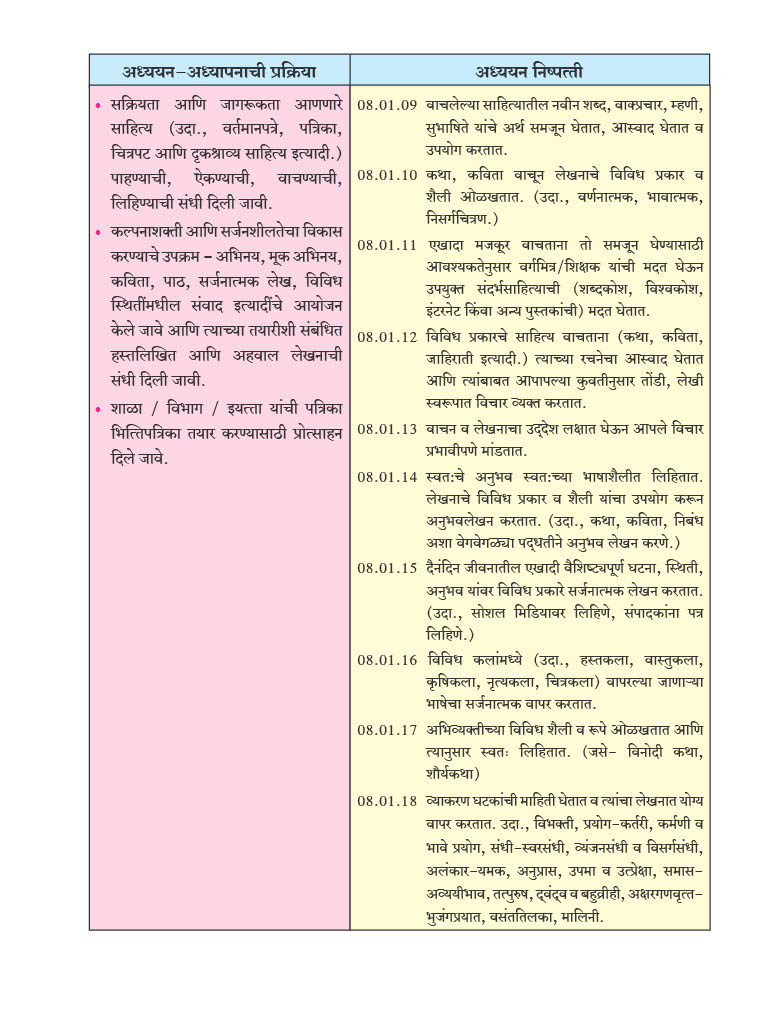 अध्ययन-अध्यापनाची प्रक्रिया
• सक्रियता आणि जागरूकता आणणारे
साहित्य (उदा., वर्तमानपत्रे, पत्रिका,
चित्रपट आणि दृकश्राव्य साहित्य इत्यादी.)
पाहण्याची, ऐकण्याची, वाचण्याची,
लिहिण्याची संधी दिली जावी.
• कल्पनाशक्ती आणि सर्जनशीलतेचा विकास
करण्याचे उपक्रम – अभिनय, मूक अभिनय,
कविता, पाठ, सर्जनात्मक लेख, विविध
स्थितींमधील संवाद इत्यादींचे आयोजन
केले जावे आणि त्याच्या तयारीशी संबंधित
हस्तलिखित आणि अहवाल लेखनाची
संधी दिली जावी.
• शाळा / विभाग / इयत्ता यांची पत्रिका
भित्तिपत्रिका तयार करण्यासाठी प्रोत्साहन
दिले जावे.
अध्ययन निष्पत्ती
08.01.09 वाचलेल्या साहित्यातील नवीन शब्द, वाक्प्रचार, म्हणी,
सुभाषिते यांचे अर्थ समजून घेतात, आस्वाद घेतात व
उपयोग करतात.
08.01.10 कथा, कविता वाचून लेखनाचे विविध प्रकार व
शैली ओळखतात. (उदा., वर्णनात्मक, भावात्मक,
निसर्गचित्रण.)
08.01.11 एखादा मजकूर वाचताना तो समजून घेण्यासाठी
आवश्यकतेनुसार वर्गमित्र/शिक्षक यांची मदत घेऊन
उपयुक्त संदर्भसाहित्याची (शब्दकोश, विश्वकोश,
इंटरनेट किंवा अन्य पुस्तकांची) मदत घेतात.
08.01.12 विविध प्रकारचे साहित्य वाचताना (कथा, कविता,
जाहिराती इत्यादी.) त्याच्या रचनेचा आस्वाद घेतात
आणि त्यांबाबत आपापल्या कुवतीनुसार तोंडी, लेखी
स्वरूपात विचार व्यक्त करतात.
08.01.13 वाचन व लेखनाचा उद्‌देश लक्षात घेऊन आपले विचार
प्रभावीपणे मांडतात.
08.01.14 स्वत:चे अनुभव स्वत:च्या भाषाशैलीत लिहितात.
लेखनाचे विविध प्रकार व शैली यांचा उपयोग करून
अनुभवलेखन करतात. (उदा., कथा, कविता, निबंध
अशा वेगवेगळ्या पद्धतीने अनुभव लेखन करणे.)
08.01.15 दैनंदिन जीवनातील एखादी वैशिष्ट्यपूर्ण घटना, स्थिती,
अनुभव यांवर विविध प्रकारे सर्जनात्मक लेखन करतात.
(उदा., सोशल मिडियावर लिहिणे, संपादकांना पत्र
लिहिणे.)
08.01.16 विविध कलांमध्ये (उदा., हस्तकला, वास्तुकला,
कृषिकला, नृत्यकला, चित्रकला) वापरल्या जाणाऱ्या
भाषेचा सर्जनात्मक वापर करतात.
08.01.17 अभिव्यक्तीच्या विविध शैली व रूपे ओळखतात आणि
त्यानुसार स्वतः लिहितात. (जसे- विनोदी कथा,
शौर्यकथा)
08.01.18 व्याकरण घटकांची माहिती घेतात व त्यांचा लेखनात योग्य
वापर करतात. उदा., विभक्ती, प्रयोग-कर्तरी, कर्मणी व
भावे प्रयोग, संधी-स्वरसंधी, व्यंजनसंधी व विसर्गसंधी,
अलंकार-यमक, अनुप्रास, उपमा व उत्प्रेक्षा, समास-
अव्ययीभाव, तत्पुरुष, द्‌वंद्‌व व बहुव्रीही, अक्षरगणवृत्त-
भुजंगप्रयात, वसंततिलका, मालिनी.